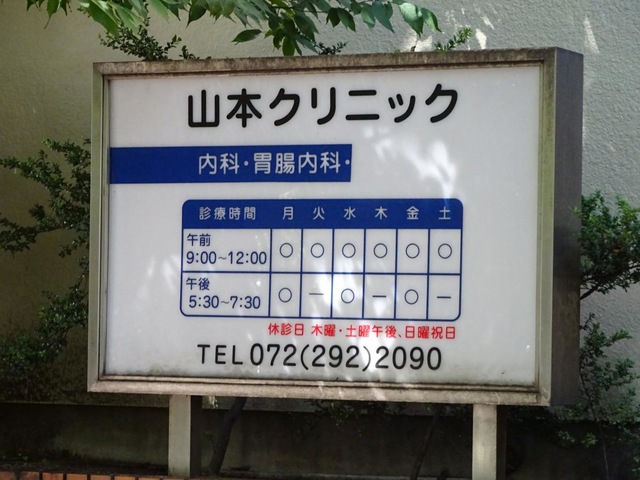 山本クリニック
内科・胃腸内科・
診療時間 月 火 水 木 金 土
午前
9:00~12:00 ○ ○ ○ ○ ○ ○
午後
5:30~7:30 ○ — ○ — ○ —
休診日 木曜・土曜午後、日曜祝日
TEL072(292)2090